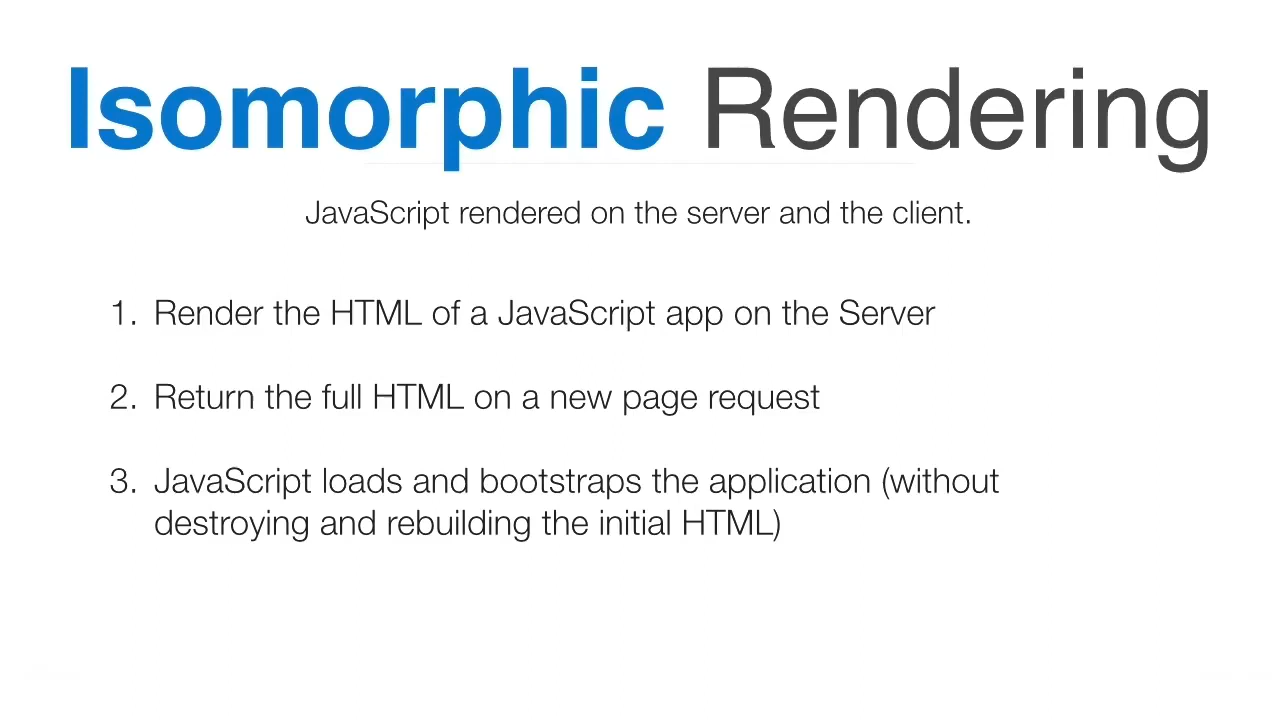 Isomorphic Rendering
JavaScript rendered on the server and the client.
1. Render the HTML of a JavaScript app on the Server
2. Return the full HTML on a new page request
3. JavaScript loads and bootstraps the application (without
destroying and rebuilding the initial HTML)